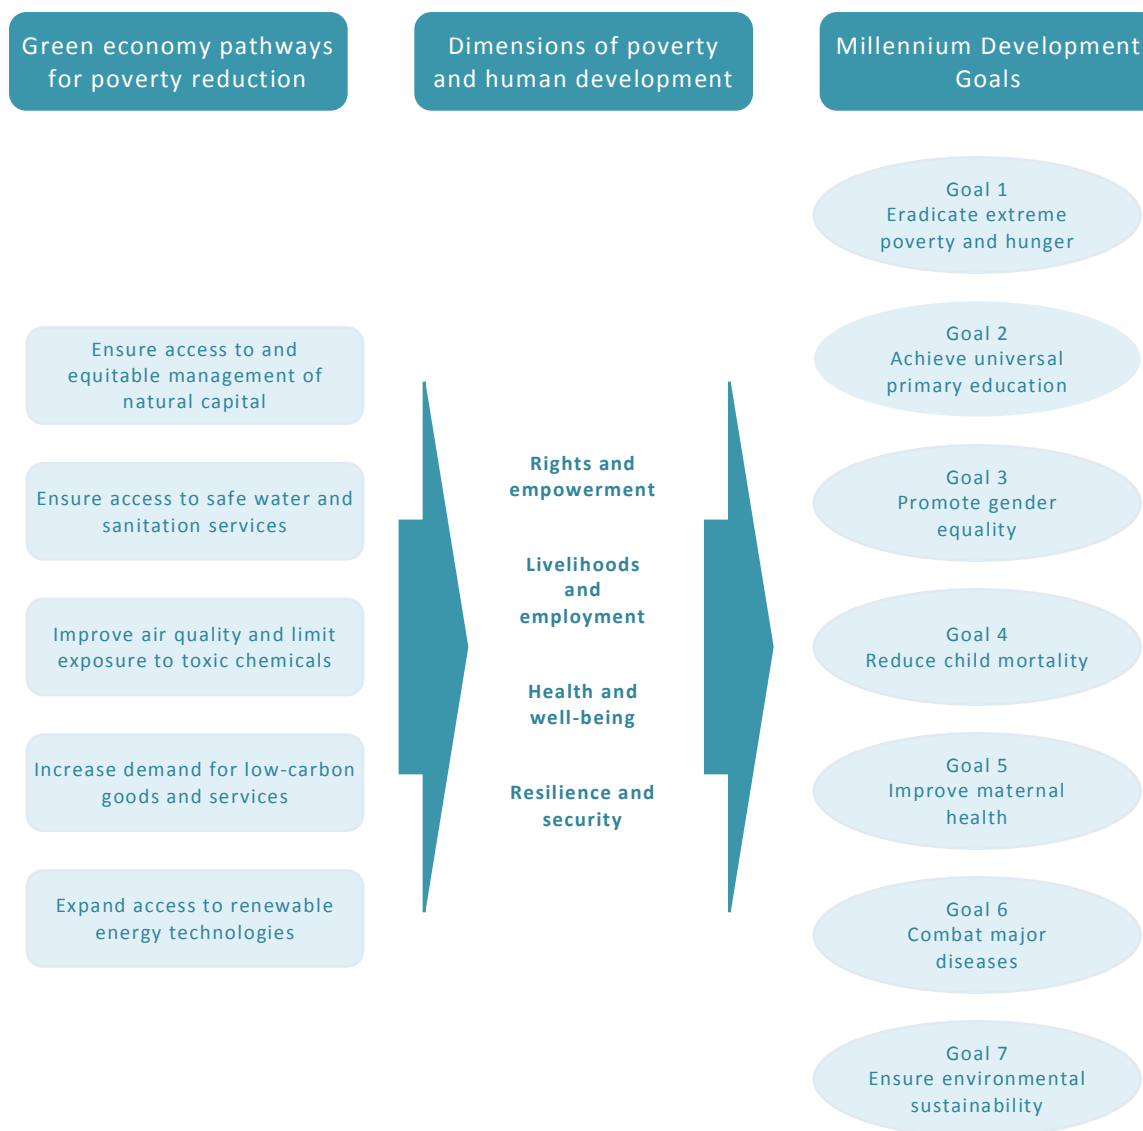 Green economy pathways
for poverty reduction
Dimensions of poverty
and human development
Millennium Development
Goals
Ensure access to and
equitable management of
natural capital
Ensure access to safe water and
sanitation services
Improve air quality and limit
exposure to toxic chemicals
Increase demand for low-carbon
goods and services
Expand access to renewable
energy technologies
Rights and
empowerment
Livelihoods
and
employment
Health and
well-being
Resilience and
security
Goal 1
Eradicate extreme
poverty and hunger
Goal 2
Achieve universal
primary education
Goal 3
Promote gender
equality
Goal 4
Reduce child mortality
Goal 5
Improve maternal
health
Goal 6
Combat major
diseases
Goal 7
Ensure environmental
sustainability